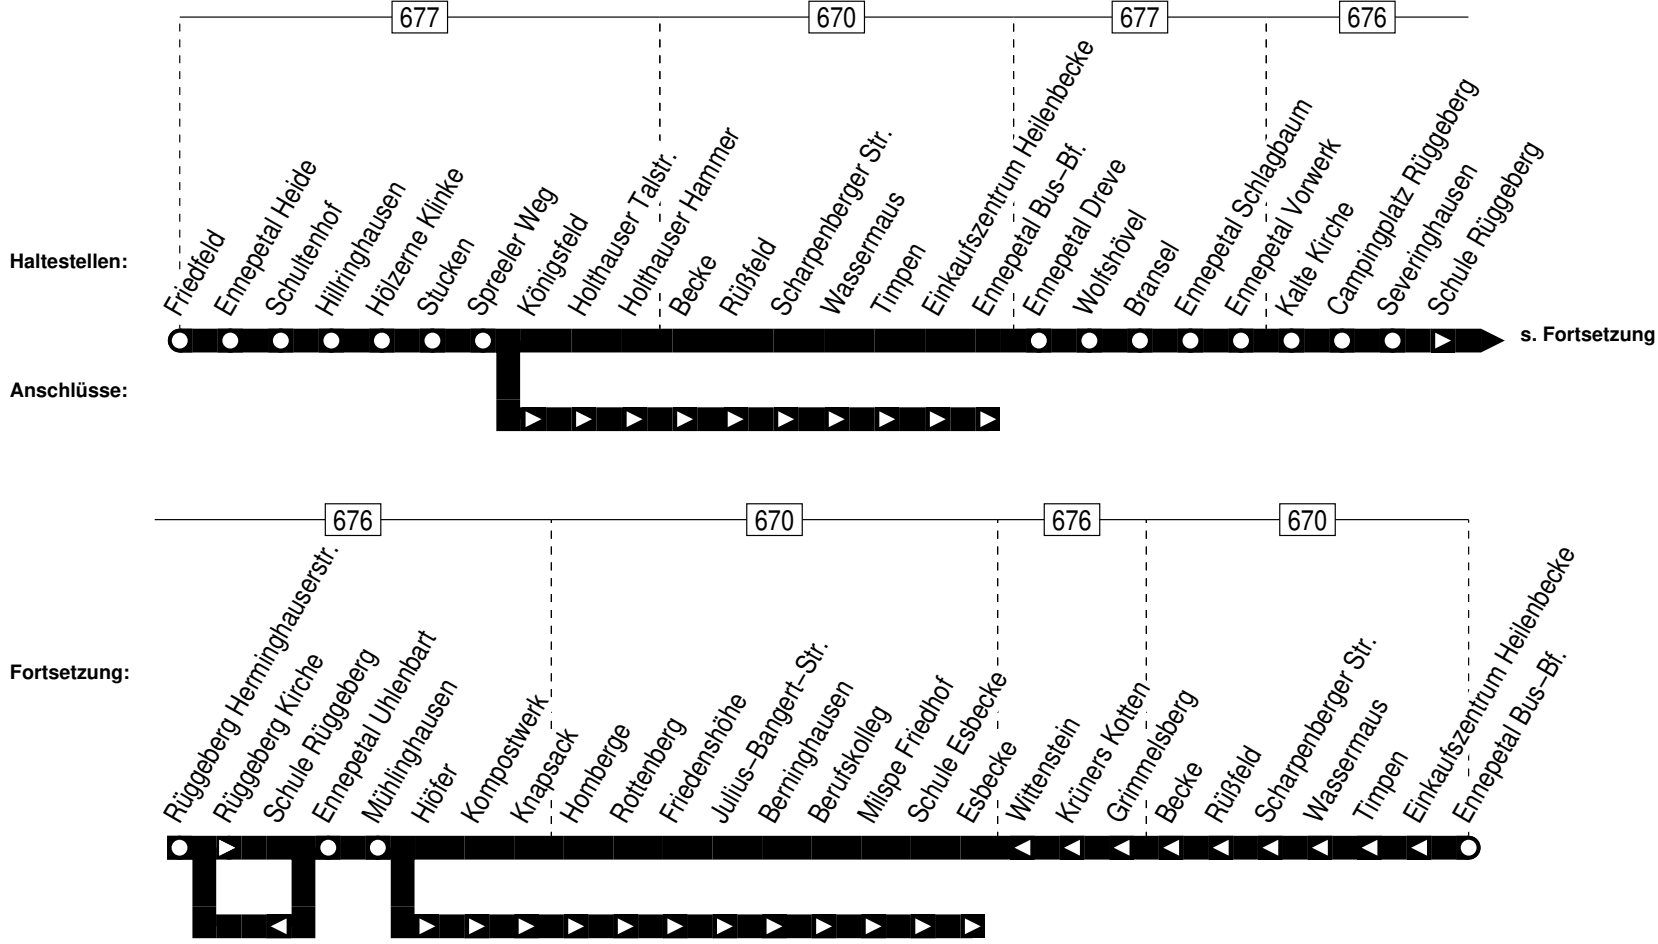 677 670 677 676
Haltestellen:
Friedfeld
Ennepetal Heide
Schultenhof
Hillringhausen
Hölzerne Klinke
Stucken
Spreeler Weg
Königsfeld
Holthauser Talstr.
Holthauser Hammer
Becke
Rüßfeld
Scharpenberger Str.
Wassermaus
Timpen
Einkaufszentrum Heilenbecke
Ennepetal Bus–Bf.
Ennepetal Dreve
Wolfshövel
Bransel
Ennepetal Schlagbaum
Ennepetal Vorwerk
Kalte Kirche
Campingplatz Rüggeberg
Severinghausen
Schule Rüggeberg
s. Fortsetzung
Anschlüsse:
676 670 676 670
Fortsetzung:
Rüggeberg Herminghauserstr.
Rüggeberg Kirche
Schule Rüggeberg
Ennepetal Uhlenbart
Mühlinghausen
Höfer
Kompostwerk
Knapsack
Homberge
Rottenberg
Friedenshöhe
Julius–Bangert–Str.
Berninghausen
Berufskolleg
Milspe Friedhof
Schule Esbecke
Esbecke
Wittenstein
Krüners Kotten
Grimmelsberg
Becke
Rüßfeld
Scharpenberger Str.
Wassermaus
Timpen
Einkaufszentrum Heilenbecke
Ennepetal Bus–Bf.